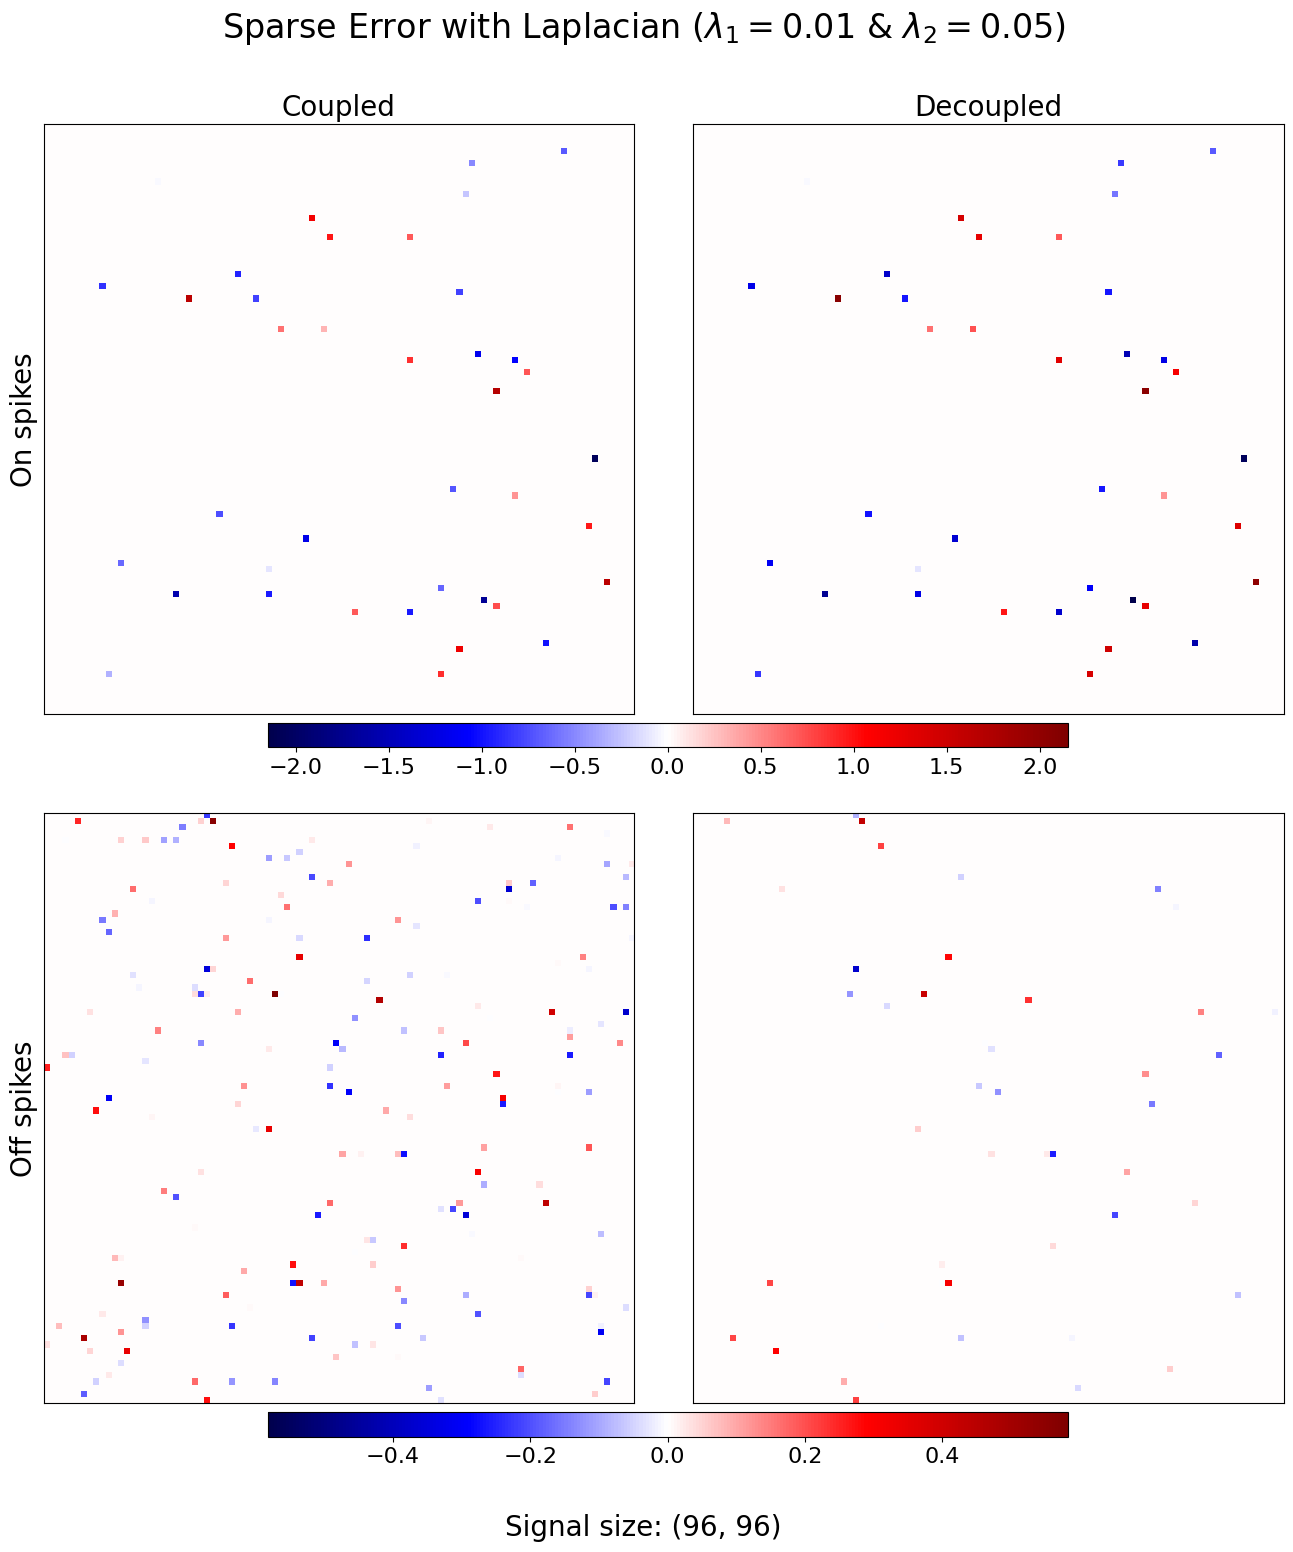 Sparse Error with Laplacian (λ₁ = 0.01 & λ₂ = 0.05)
Coupled Decoupled
On spikes
−2.0 −1.5 −1.0 −0.5 0.0 0.5 1.0 1.5 2.0
Off spikes
−0.4 −0.2 0.0 0.2 0.4
Signal size: (96, 96)